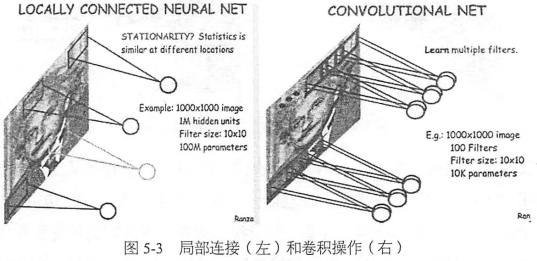 LOCALLY CONNECTED NEURAL NET
STATIONARITY? Statistics is
similar at different locations
Example: 1000x1000 image
1M hidden units
Filter size: 10x10
100M parameters
Ranza
CONVOLUTIONAL NET
Learn multiple filters.
E.g.: 1000x1000 image
100 Filters
Filter size: 10x10
10K parameters
Ran
图 5-3 局部连接（左）和卷积操作（右）